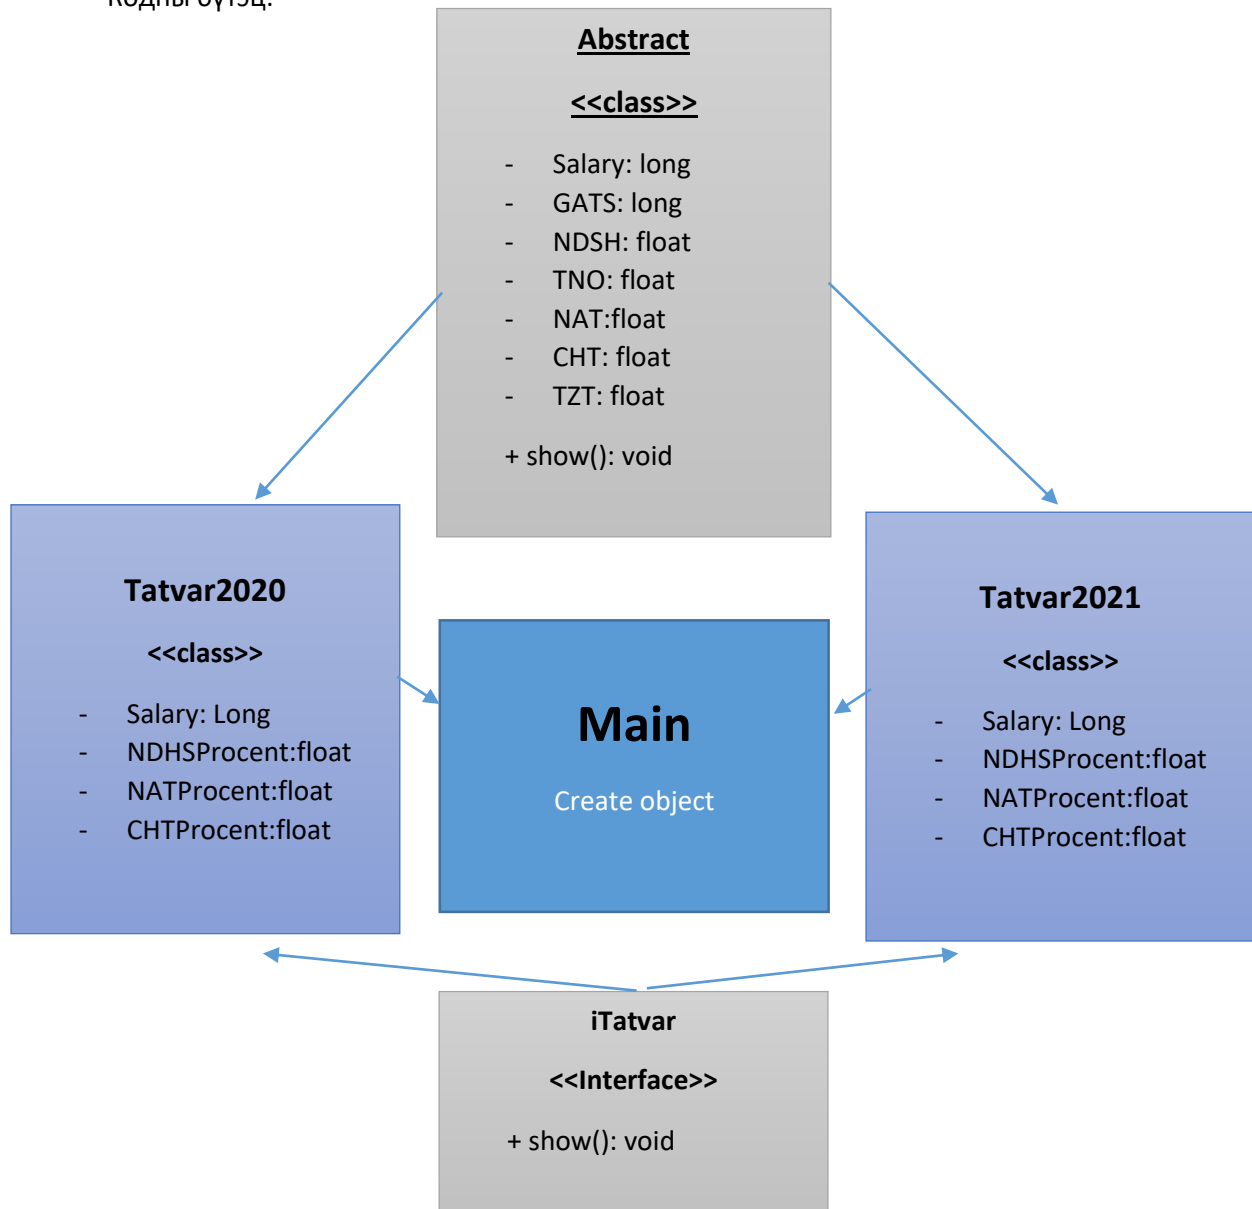 Кодны бүтэц:
Abstract
<<class>>
- Salary: long
- GATS: long
- NDSH: float
- TNO: float
- NAT:float
- CHT: float
- TZT: float
+ show(): void
Tatvar2020
<<class>>
- Salary: Long
- NDHSProcent:float
- NATProcent:float
- CHTProcent:float
Main
Create object
Tatvar2021
<<class>>
- Salary: Long
- NDHSProcent:float
- NATProcent:float
- CHTProcent:float
iTatvar
<<Interface>>
+ show(): void